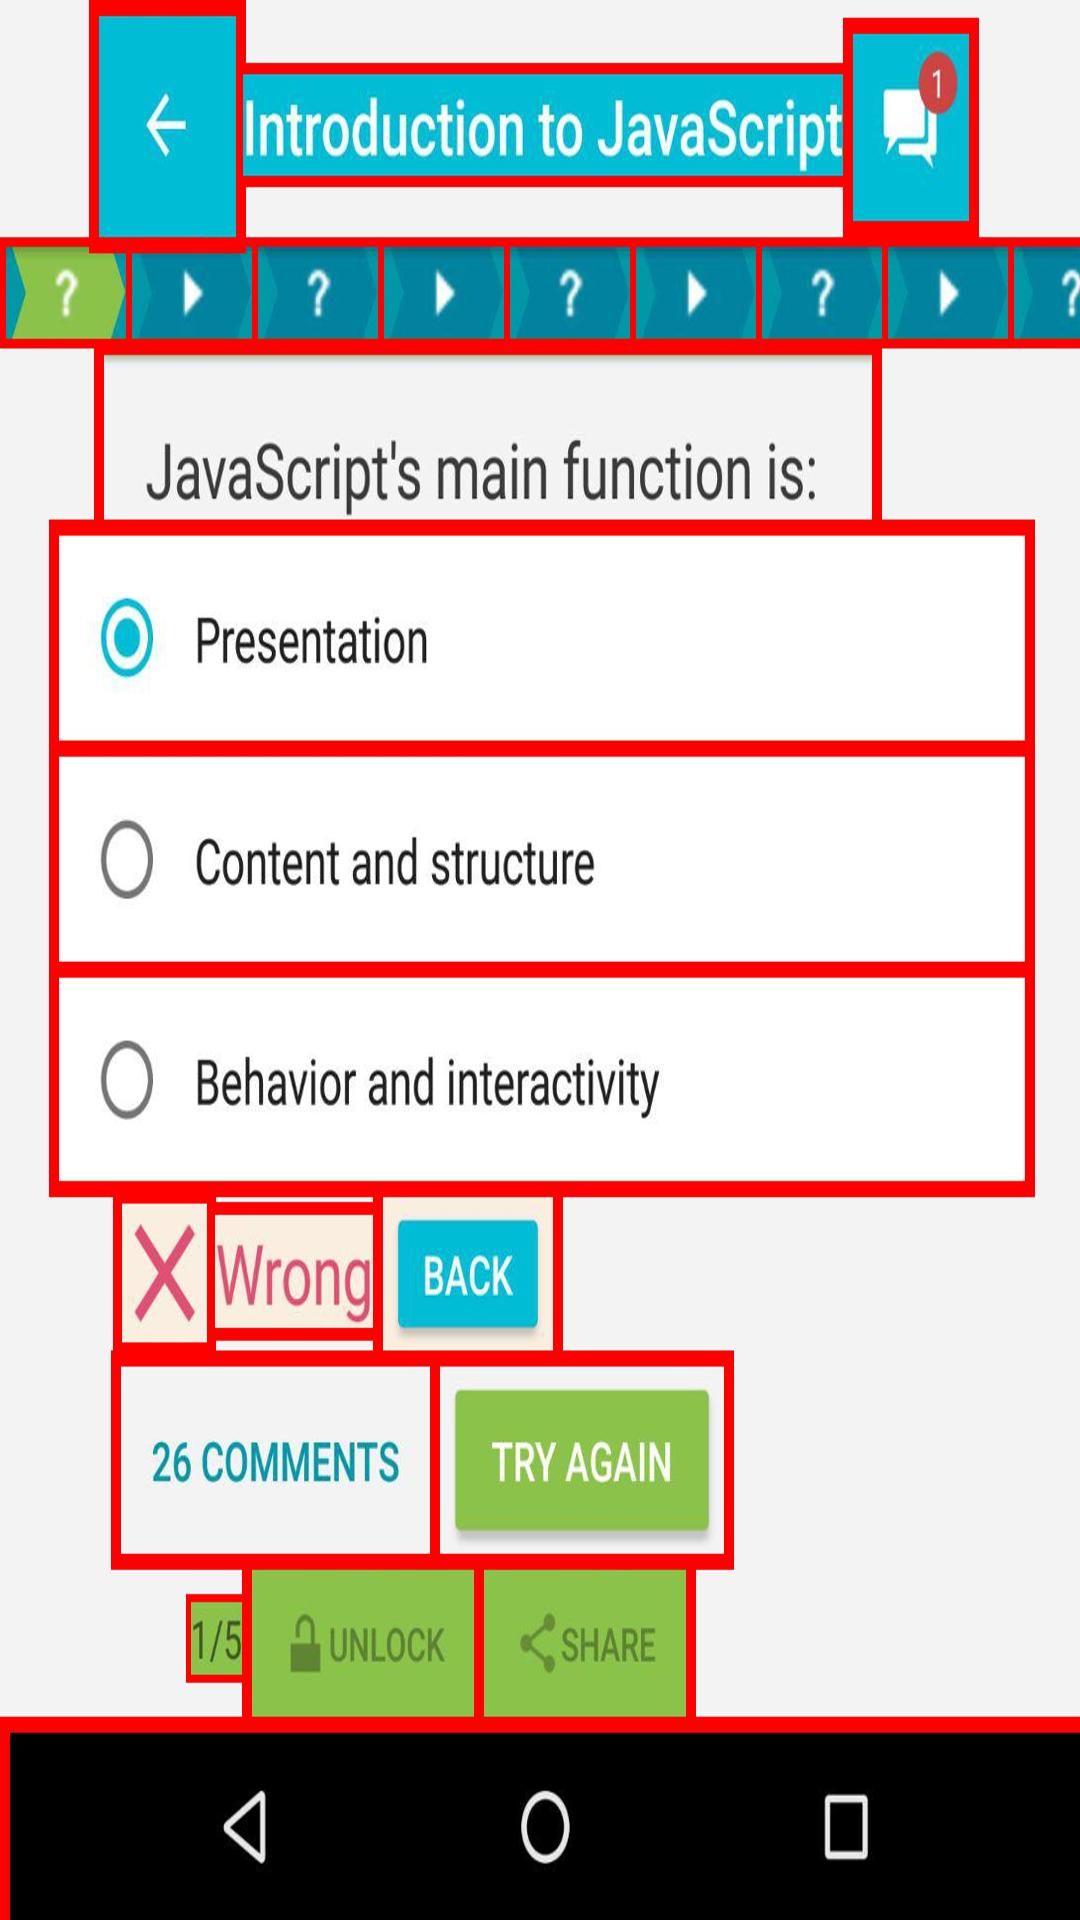 Introduction to JavaScript
1
? ? ? ? ?
JavaScript's main function is:
Presentation
Content and structure
Behavior and interactivity
Wrong BACK
26 COMMENTS TRY AGAIN
1/5 UNLOCK SHARE